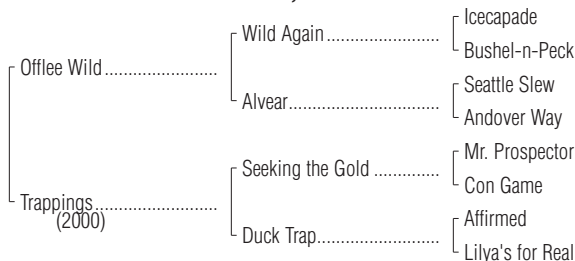 Icecapade
Wild Again
Bushel-n-Peck
Offlee Wild
Seattle Slew
Alvear
Andover Way
Mr. Prospector
Seeking the Gold
Con Game
Trappings
(2000)
Affirmed
Duck Trap
Lilya's for Real